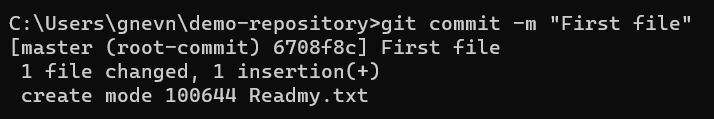 C:\Users\gnevn\demo-repository>git commit -m "First file"
[master (root-commit) 6708f8c] First file
 1 file changed, 1 insertion(+)
 create mode 100644 Readmy.txt